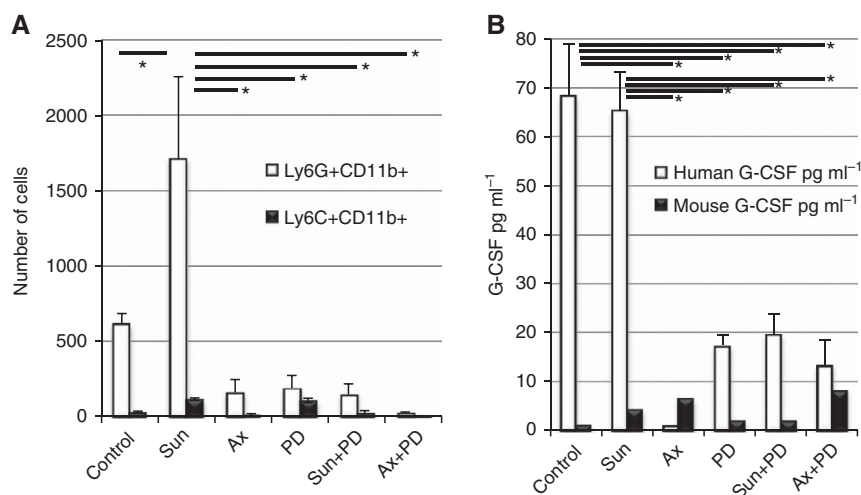 A
2500
2000
1500
1000
500
0
Number of cells
*
*
*
*
*
Ly6G+CD11b+
Ly6C+CD11b+
Control
Sun
Ax
PD
Sun+PD
Ax+PD
B
80
70
60
50
40
30
20
10
0
G-CSF pg ml⁻¹
*
*
*
*
*
*
*
*
Human G-CSF pg ml⁻¹
Mouse G-CSF pg ml⁻¹
Control
Sun
Ax
PD
Sun+PD
Ax+PD